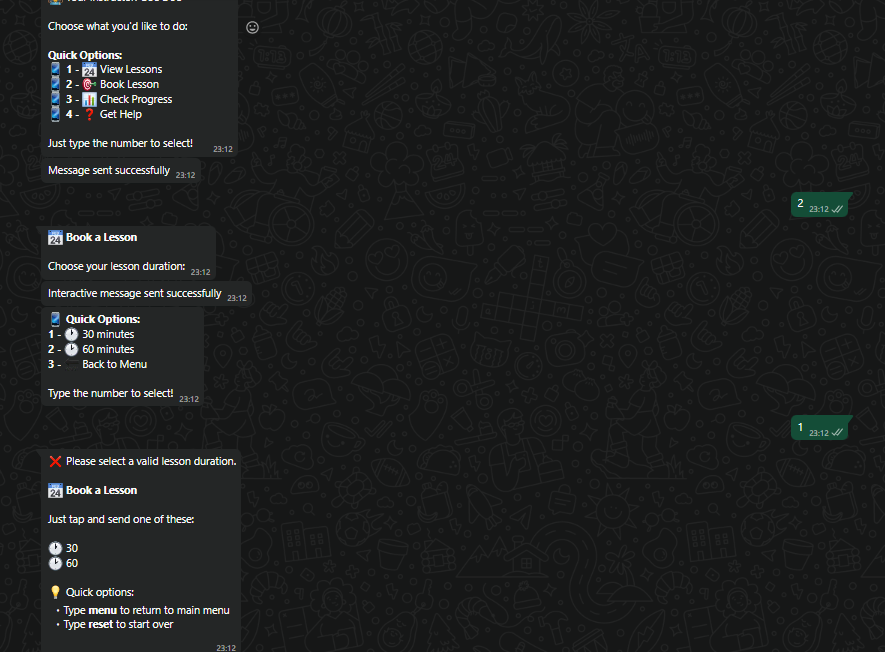 Choose what you'd like to do:
Quick Options:
1 - View Lessons
2 - Book Lesson
3 - Check Progress
4 - Get Help
Just type the number to select!
23:12
Message sent successfully 23:12
2 23:12
24 Book a Lesson
Choose your lesson duration: 23:12
Interactive message sent successfully 23:12
Quick Options:
1 - 30 minutes
2 - 60 minutes
3 - Back to Menu
Type the number to select! 23:12
1 23:12
Please select a valid lesson duration.
24 Book a Lesson
Just tap and send one of these:
30
60
Quick options:
• Type menu to return to main menu
• Type reset to start over
23:12